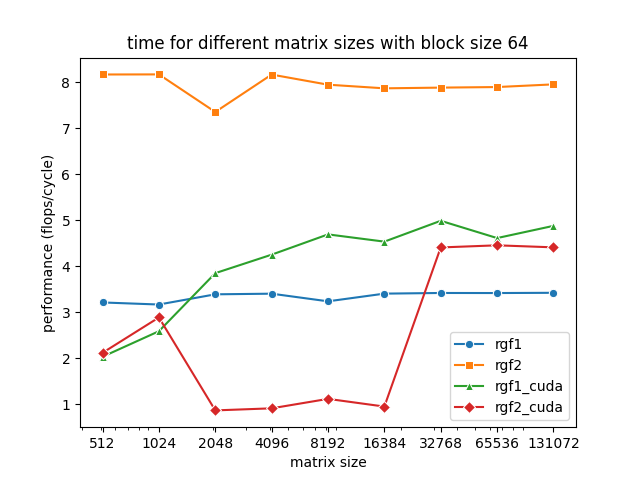 time for different matrix sizes with block size 64
performance (flops/cycle)
8
7
6
5
4
3
2
1
512 1024 2048 4096 8192 16384 32768 65536 131072
matrix size
rgf1
rgf2
rgf1_cuda
rgf2_cuda